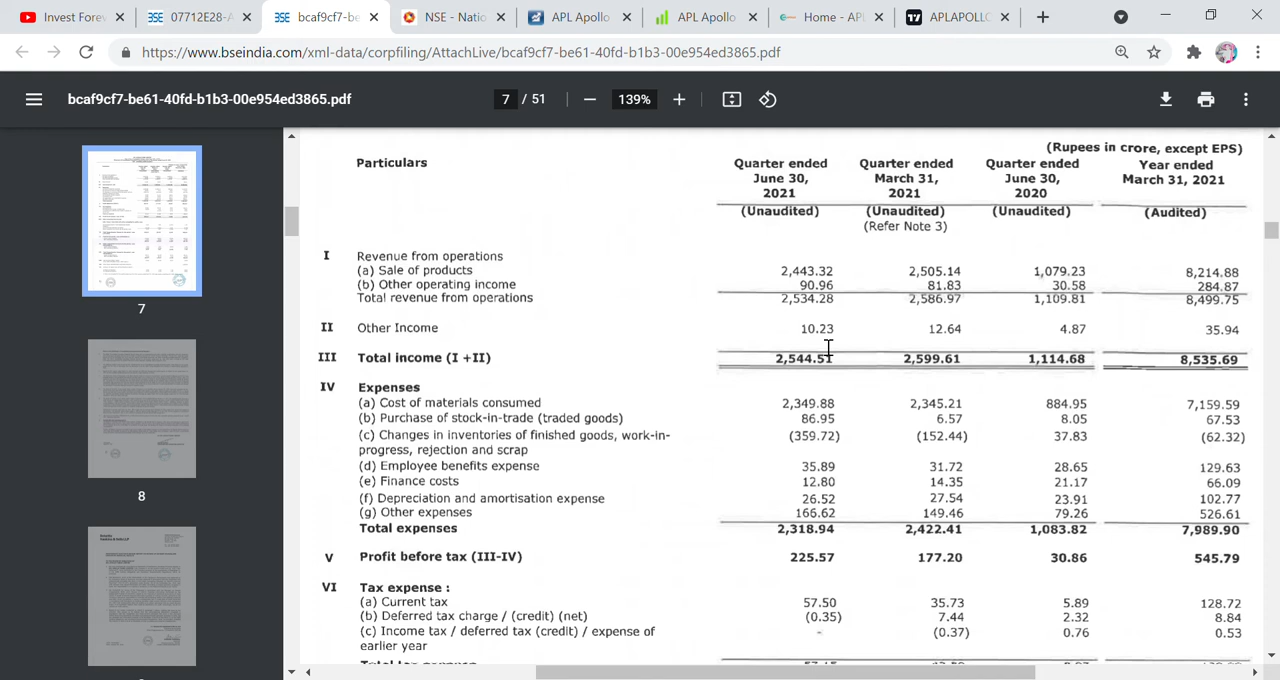 Invest Forev
07712E28-A
bcaf9cf7-be
NSE - Natio
APL Apollo
APL Apollo
Home - APL
APLAPOLLO
https://www.bseindia.com/xml-data/corpfiling/AttachLive/bcaf9cf7-be61-40fd-b1b3-00e954ed3865.pdf
bcaf9cf7-be61-40fd-b1b3-00e954ed3865.pdf 7 / 51 139%
(Rupees in crore, except EPS)
Particulars Quarter ended June 30, 2021 Quarter ended March 31, 2021 Quarter ended June 30, 2020 Year ended March 31, 2021
(Unaudited) (Unaudited) (Unaudited) (Audited)
(Refer Note 3)
I Revenue from operations
(a) Sale of products 2,443.32 2,505.14 1,079.23 8,214.88
(b) Other operating income 90.96 81.83 30.58 284.87
Total revenue from operations 2,534.28 2,586.97 1,109.81 8,499.75
II Other Income 10.23 12.64 4.87 35.94
III Total income (I +II) 2,544.51 2,599.61 1,114.68 8,535.69
IV Expenses
(a) Cost of materials consumed 2,349.88 2,345.21 884.95 7,159.59
(b) Purchase of stock-in-trade (traded goods) 86.95 6.57 8.05 67.53
(c) Changes in inventories of finished goods, work-in- (359.72) (152.44) 37.83 (62.32)
progress, rejection and scrap
(d) Employee benefits expense 35.89 31.72 28.65 129.63
(e) Finance costs 12.80 14.35 21.17 66.09
(f) Depreciation and amortisation expense 26.52 27.54 23.91 102.77
(g) Other expenses 166.62 149.46 79.26 526.61
Total expenses 2,318.94 2,422.41 1,083.82 7,989.90
V Profit before tax (III-IV) 225.57 177.20 30.86 545.79
VI Tax expense :
(a) Current tax 57.50 35.73 5.89 128.72
(b) Deferred tax charge / (credit) (net) (0.35) 7.44 2.32 8.84
(c) Income tax / deferred tax (credit) / expense of - (0.37) 0.76 0.53
earlier year
7
8